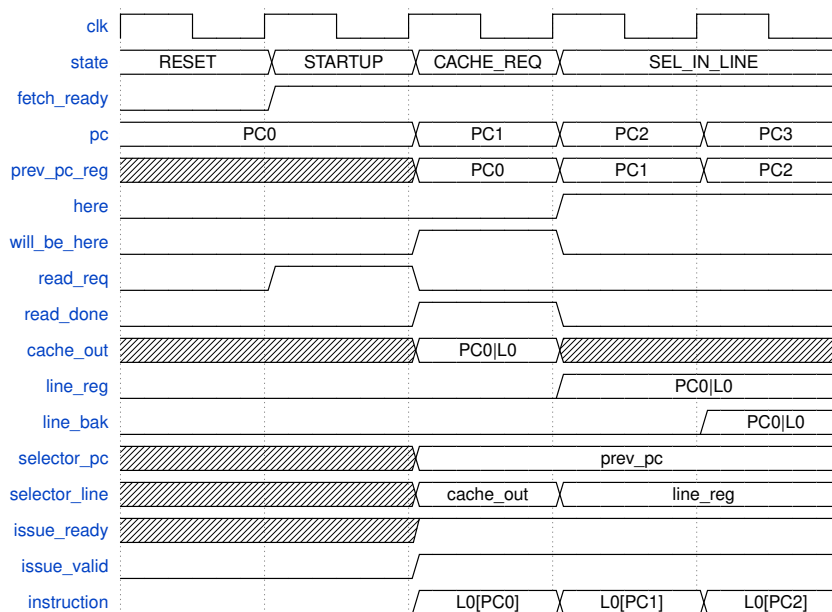 clk
state RESET STARTUP CACHE_REQ SEL_IN_LINE
fetch_ready
pc PC0 PC1 PC2 PC3
prev_pc_reg PC0 PC1 PC2
here
will_be_here
read_req
read_done
cache_out PC0|L0
line_reg PC0|L0
line_bak PC0|L0
selector_pc prev_pc
selector_line cache_out line_reg
issue_ready
issue_valid
instruction L0[PC0] L0[PC1] L0[PC2]